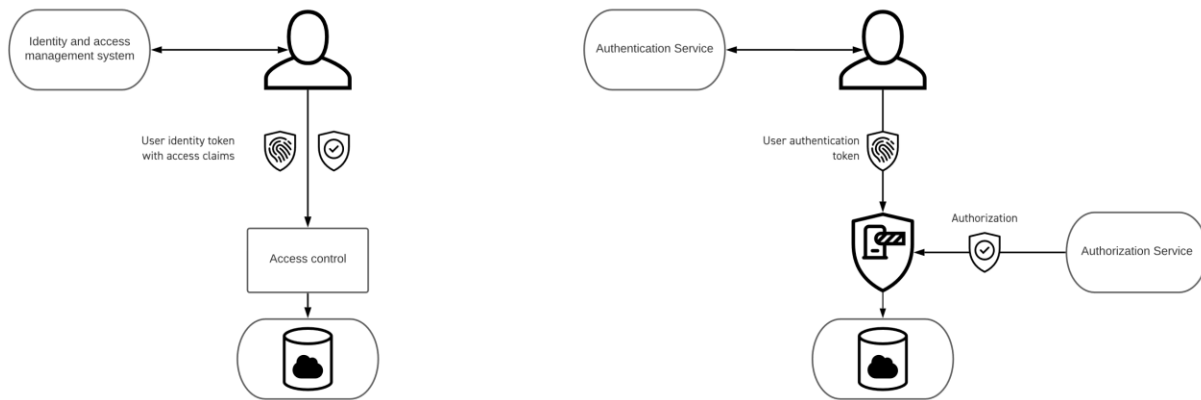 Identity and access
management system
User identity token
with access claims
Access control
Authentication Service
User authentication
token
Authorization
Authorization Service